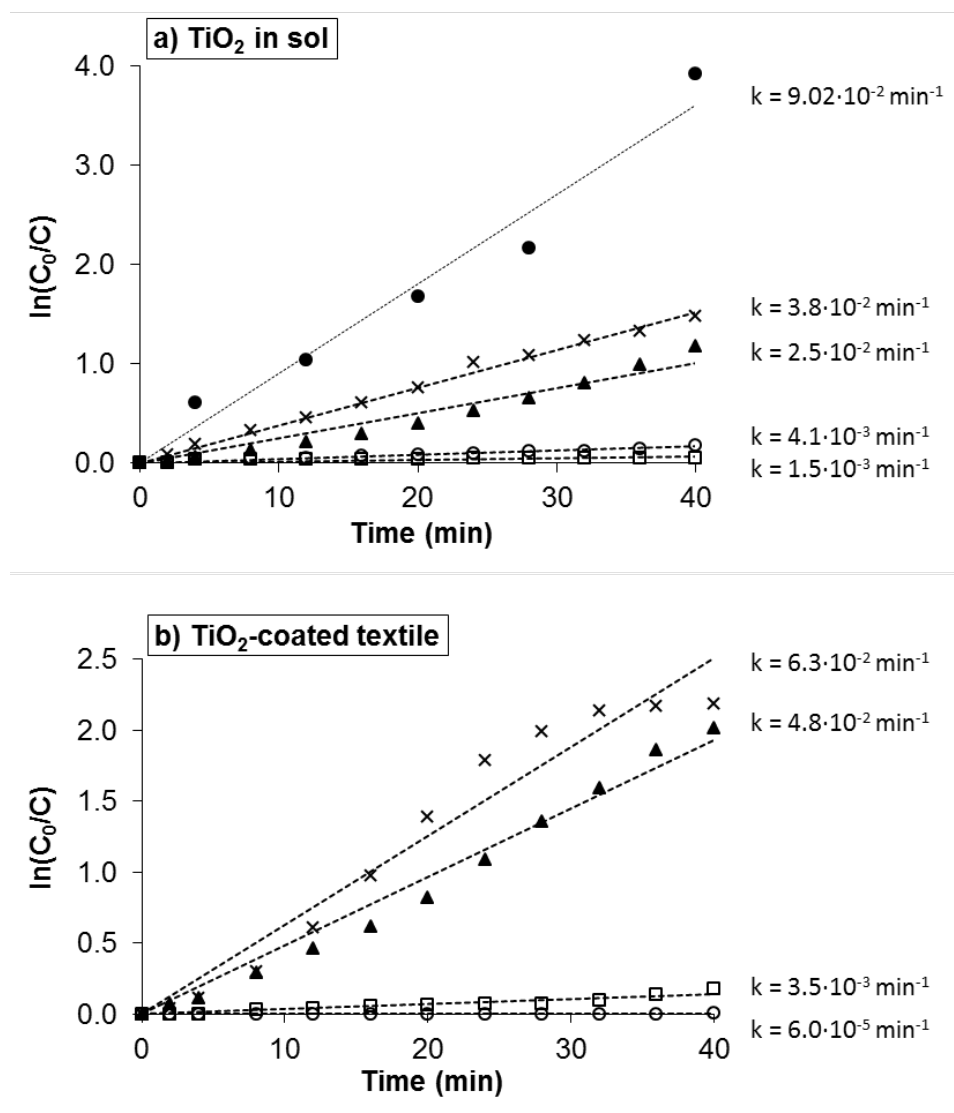 a) TiO₂ in sol
4.0
3.0
2.0
1.0
0.0
ln(C₀/C)
0 10 20 30 40
Time (min)
k = 9.02·10⁻² min⁻¹
k = 3.8·10⁻² min⁻¹
k = 2.5·10⁻² min⁻¹
k = 4.1·10⁻³ min⁻¹
k = 1.5·10⁻³ min⁻¹
b) TiO₂-coated textile
2.5
2.0
1.5
1.0
0.5
0.0
ln(C₀/C)
0 10 20 30 40
Time (min)
k = 6.3·10⁻² min⁻¹
k = 4.8·10⁻² min⁻¹
k = 3.5·10⁻³ min⁻¹
k = 6.0·10⁻⁵ min⁻¹